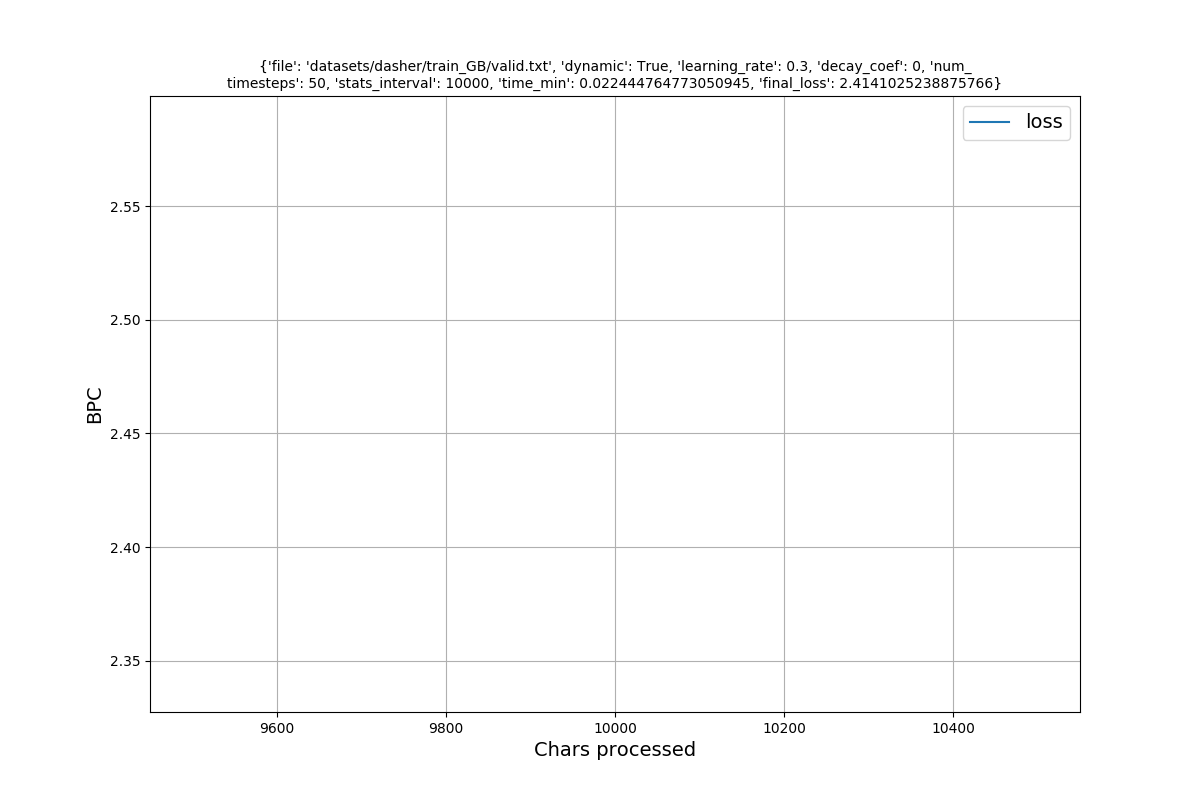 {'file': 'datasets/dasher/train_GB/valid.txt', 'dynamic': True, 'learning_rate': 0.3, 'decay_coef': 0, 'num_
timesteps': 50, 'stats_interval': 10000, 'time_min': 0.022444764773050945, 'final_loss': 2.4141025238875766}
loss
2.55
2.50
2.45
2.40
2.35
BPC
9600 9800 10000 10200 10400
Chars processed